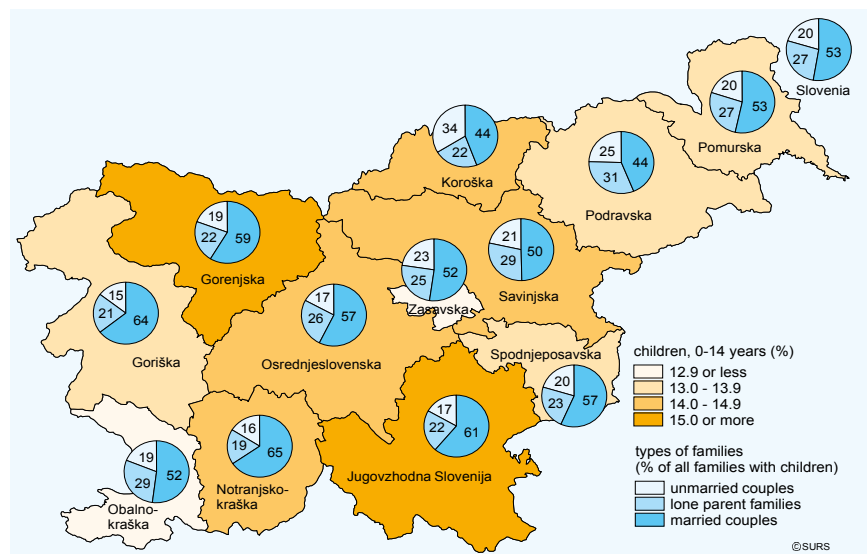 20
27
53
Slovenia
20
27
53
Pomurska
34
44
22
Koroška
25
44
31
Podravska
19
22
59
Gorenjska
21
50
29
Savinjska
23
52
25
Zasavska
15
21
64
Goriška
17
26
57
Osrednjeslovenska
Spodnjeposavska
20
23
57
17
22
61
Jugovzhodna Slovenija
16
19
65
Notranjsko-
kraška
19
52
29
Obalno-
kraška
children, 0-14 years (%)
12.9 or less
13.0 - 13.9
14.0 - 14.9
15.0 or more
types of families
(% of all families with children)
unmarried couples
lone parent families
married couples
©SURS